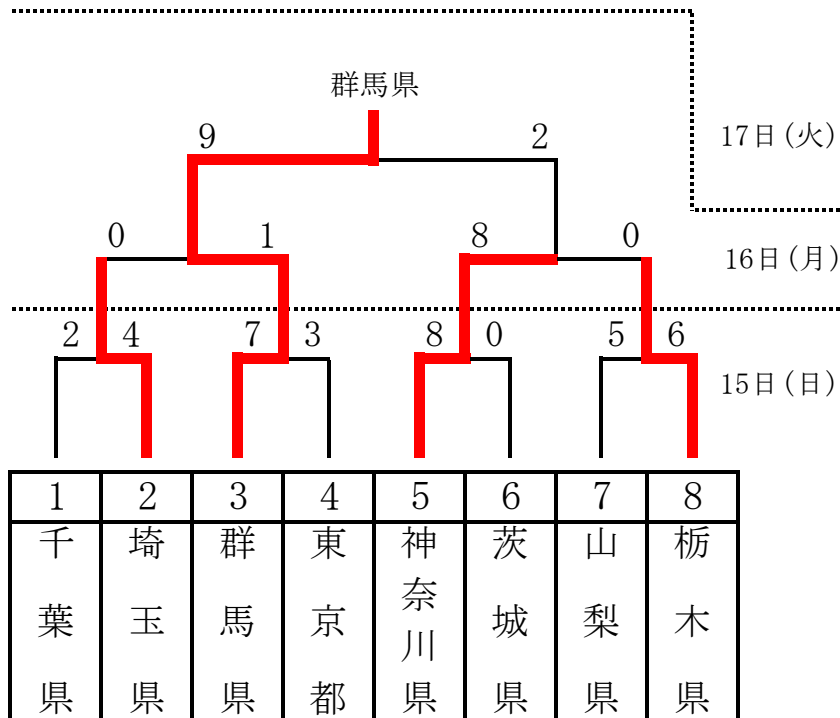 群馬県
9 2 17日(火)
0 1 8 0 16日(月)
2 4 7 3 8 0 5 6
15日(日)
1 2 3 4 5 6 7 8
千葉県
埼玉県
群馬県
東京都
神奈川県
茨城県
山梨県
栃木県